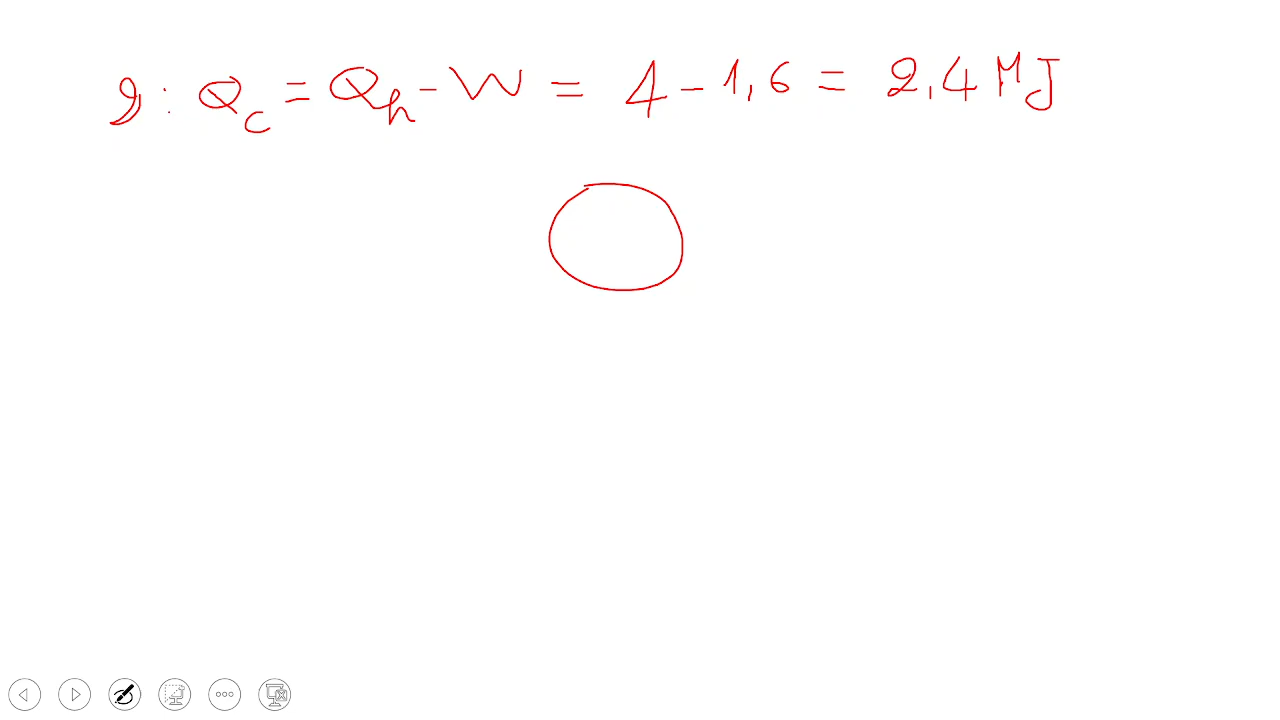 Q_c = Q_h - W = 4 - 1,6 = 2,4 MJ